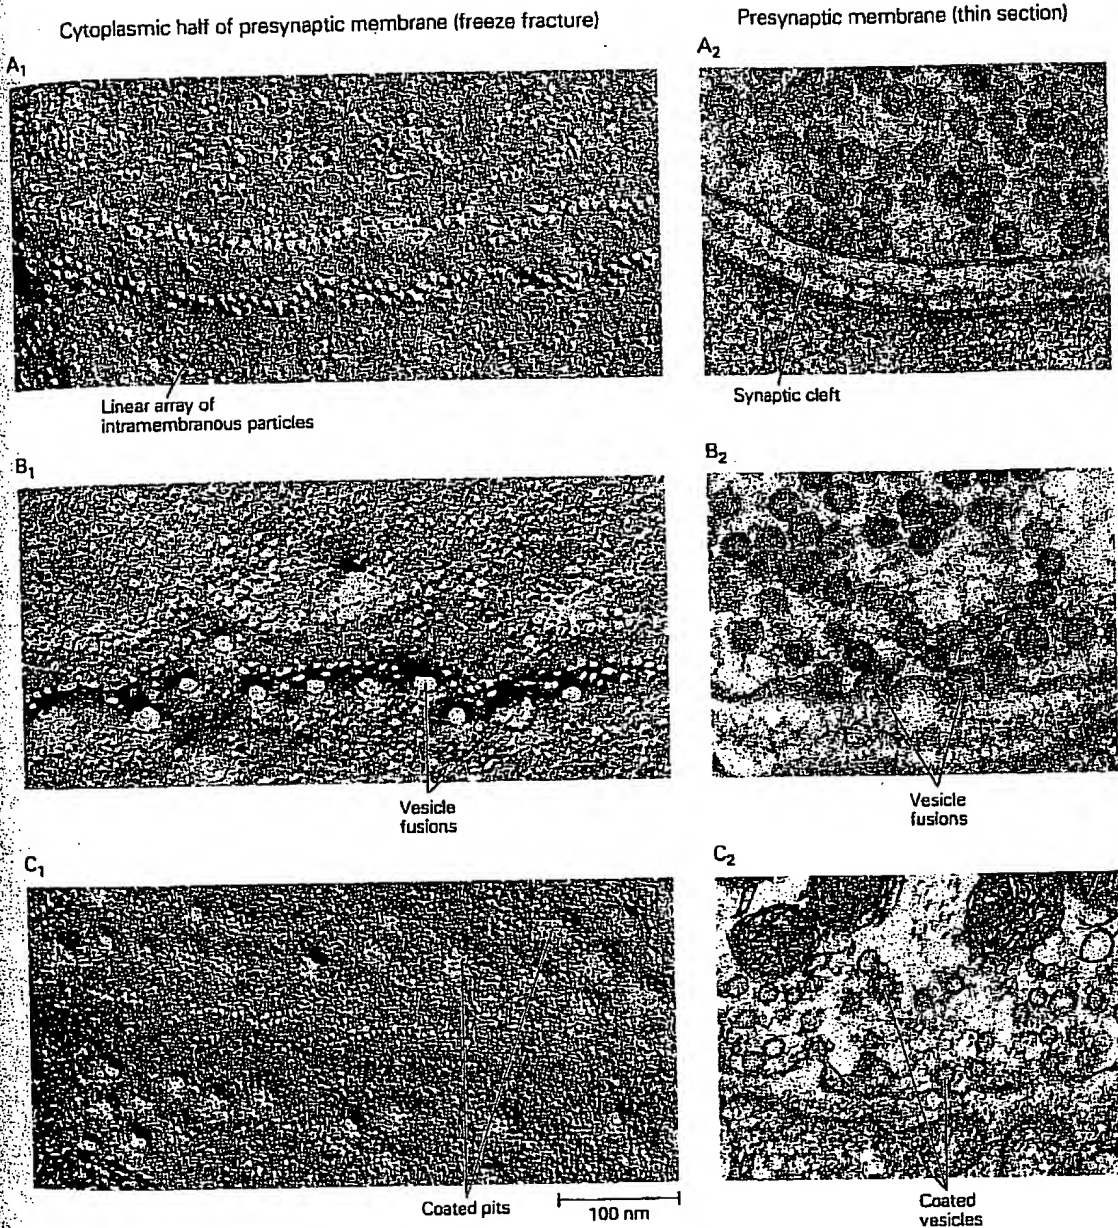 Cytoplasmic half of presynaptic membrane (freeze fracture)
Presynaptic membrane (thin section)
A1
A2
Linear array of
intramembranous particles
Synaptic cleft
B1
B2
Vesicle
fusions
Vesicle
fusions
C1
C2
Coated pits
100 nm
Coated
vesicles